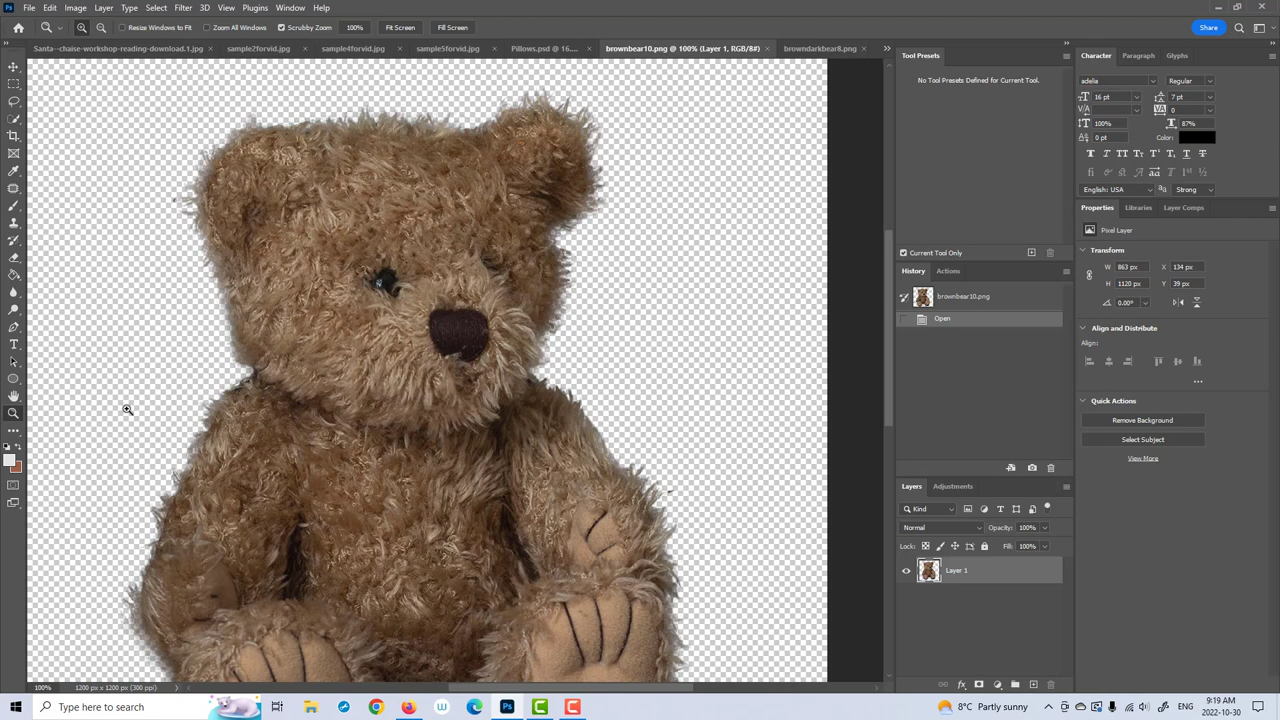 Ps File Edit Image Layer Type Select Filter 3D View Plugins Window Help
Resize Windows to Fit Zoom All Windows Scrubby Zoom 100% Fit Screen Fill Screen Share
Santa--chaise-workshop-reading-download.1.jpg × sample2forvid.jpg × sample4forvid.jpg × sample5forvid.jpg × Pillows.psd @ 16.... × brownbear10.png @ 100% (Layer 1, RGB/8#) × browndarkbear8.png @ »
Tool Presets
No Tool Presets Defined for Current Tool.
Current Tool Only
History Actions
brownbear10.png
Open
Layers Adjustments
Kind
Normal Opacity: 100%
Lock: Fill: 100%
Layer 1
Character Paragraph Glyphs
adelia Regular
16 pt 7 pt
0
100% 87%
0 pt Color:
English: USA aa Strong
Properties Libraries Layer Comps
Pixel Layer
Transform
W 863 px X 134 px
H 1120 px Y 39 px
0.00°
Align and Distribute
Align:
Quick Actions
Remove Background
Select Subject
View More
100% 1200 px x 1200 px (300 ppi)
Type here to search
8°C Partly sunny ENG
9:19 AM
2022-10-30